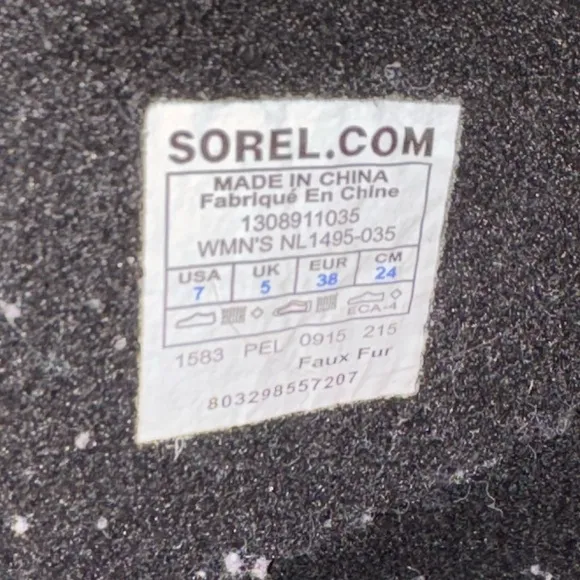 SOREL.COM
MADE IN CHINA
Fabriqué En Chine
1308911035
WMN'S NL1495-035
USA UK EUR CM
7 5 38 24
ECA-4
1583 PEL 0915 215
Faux Fur
803298557207